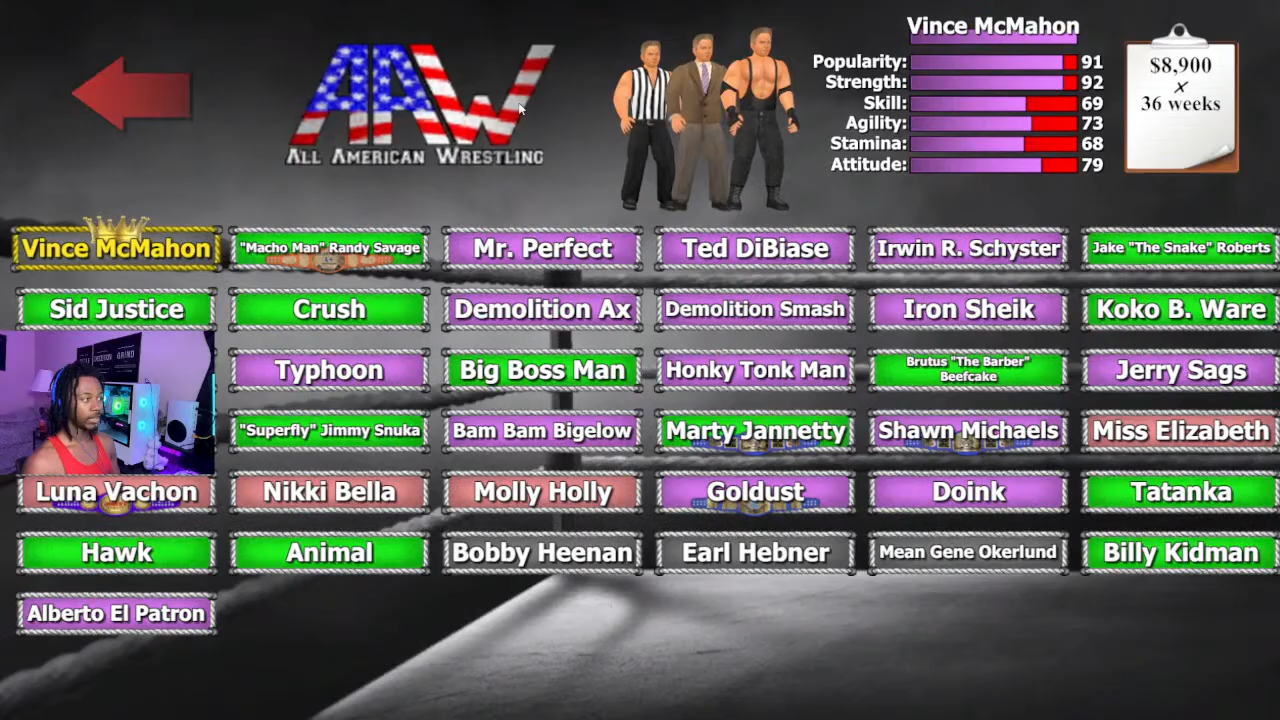 Vince McMahon
Popularity: 91
Strength: 92
Skill: 69
Agility: 73
Stamina: 68
Attitude: 79
$8,900
x
36 weeks
AAW
ALL AMERICAN WRESTLING
Vince McMahon
"Macho Man" Randy Savage
Mr. Perfect
Ted DiBiase
Irwin R. Schyster
Jake "The Snake" Roberts
Sid Justice
Crush
Demolition Ax
Demolition Smash
Iron Sheik
Koko B. Ware
Typhoon
Big Boss Man
Honky Tonk Man
Brutus "The Barber"
Beefcake
Jerry Sags
"Superfly" Jimmy Snuka
Bam Bam Bigelow
Marty Jannetty
Shawn Michaels
Miss Elizabeth
Luna Vachon
Nikki Bella
Molly Holly
Goldust
Doink
Tatanka
Hawk
Animal
Bobby Heenan
Earl Hebner
Mean Gene Okerlund
Billy Kidman
Alberto El Patron